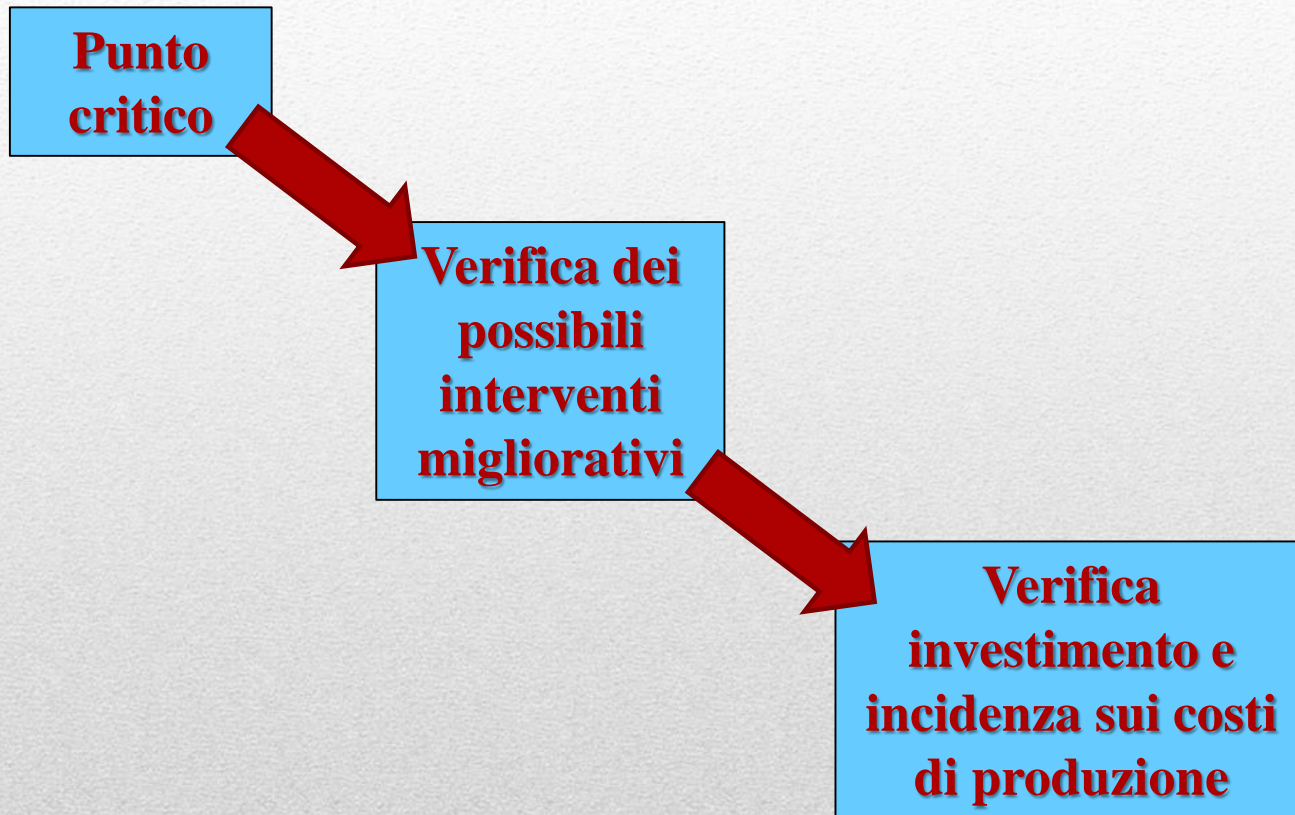 Punto
critico
Verifica dei
possibili
interventi
migliorativi
Verifica
investimento e
incidenza sui costi
di produzione